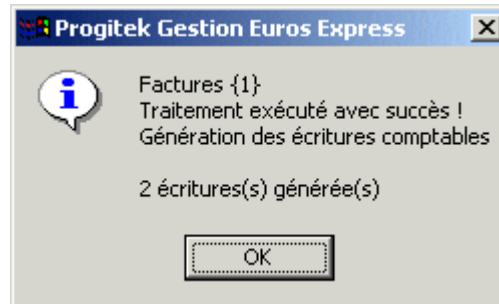 Progitek Gestion Euros Express
Factures {1}
Traitement exécuté avec succès !
Génération des écritures comptables
2 écritures(s) générée(s)
OK